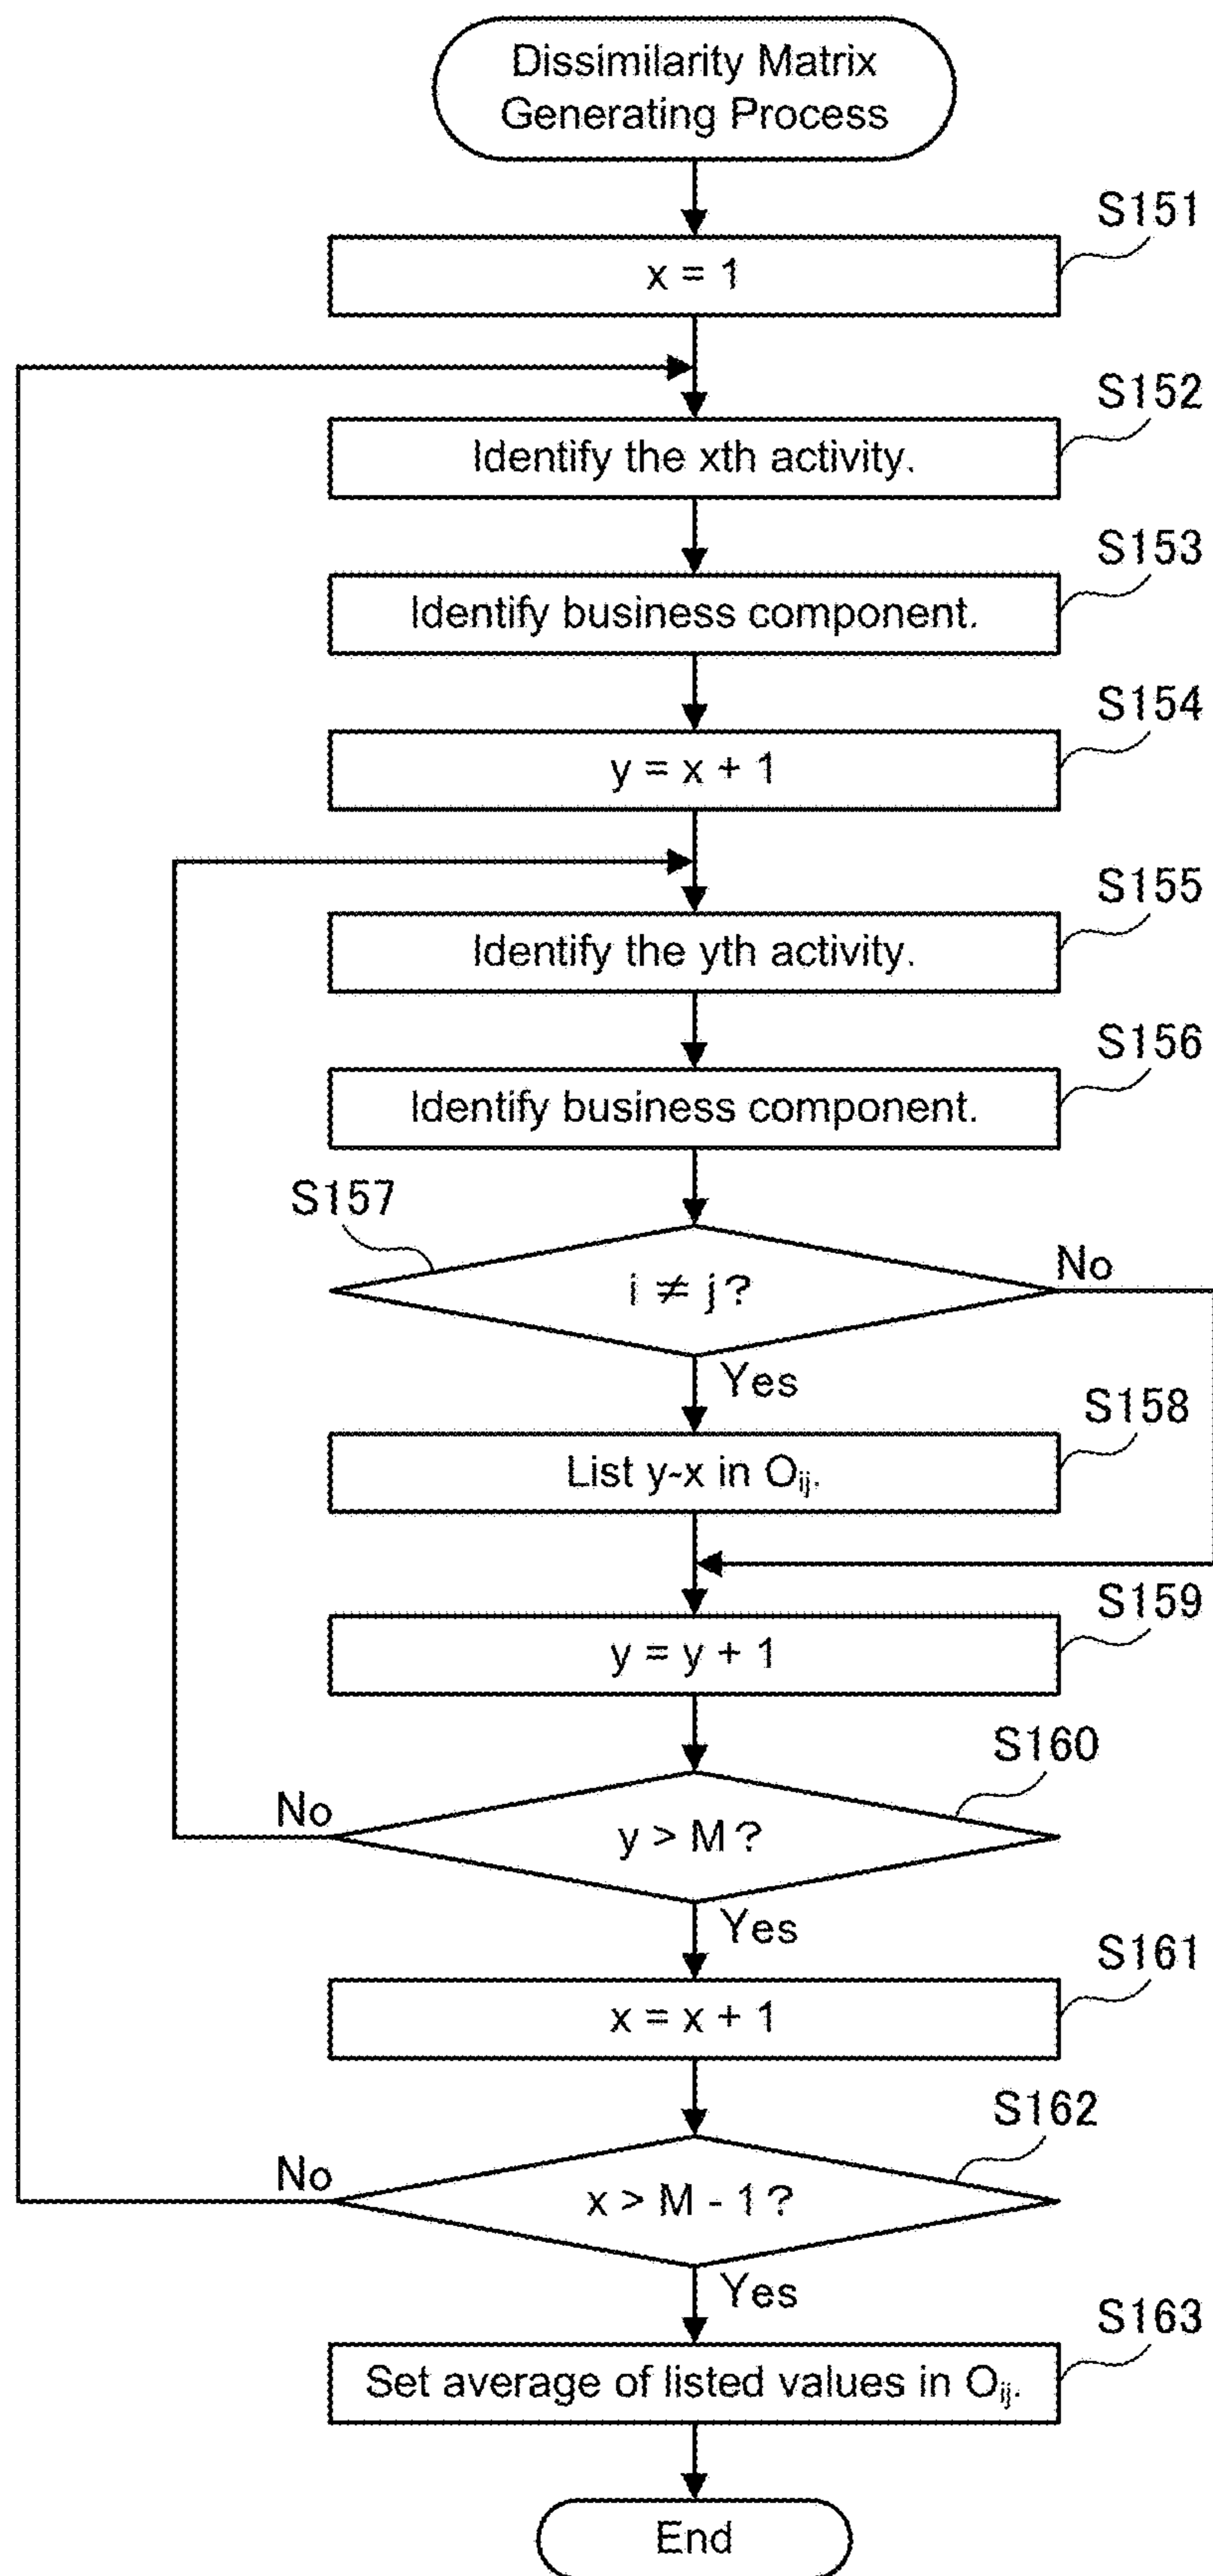 Dissimilarity Matrix
Generating Process
S151
x = 1
S152
Identify the xth activity.
S153
Identify business component.
S154
y = x + 1
S155
Identify the yth activity.
S156
Identify business component.
S157
i ≠ j?
No
Yes
S158
List y-x in Oij.
S159
y = y + 1
S160
No
y > M?
Yes
S161
x = x + 1
S162
No
x > M - 1?
Yes
S163
Set average of listed values in Oij.
End